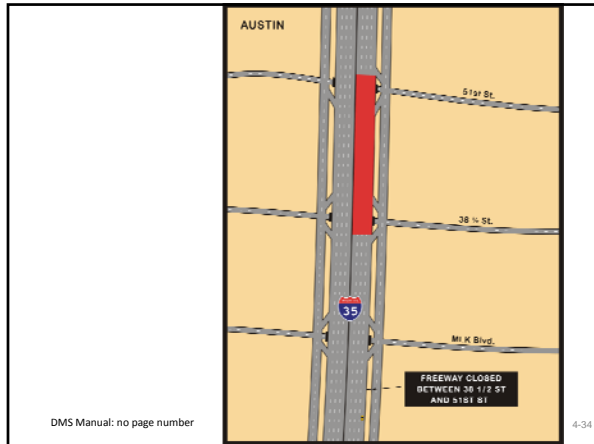 AUSTIN
51st St.
38 ½ St.
35
MLK Blvd.
FREEWAY CLOSED
BETWEEN 38 1/2 ST
AND 51ST ST
DMS Manual: no page number
4-34